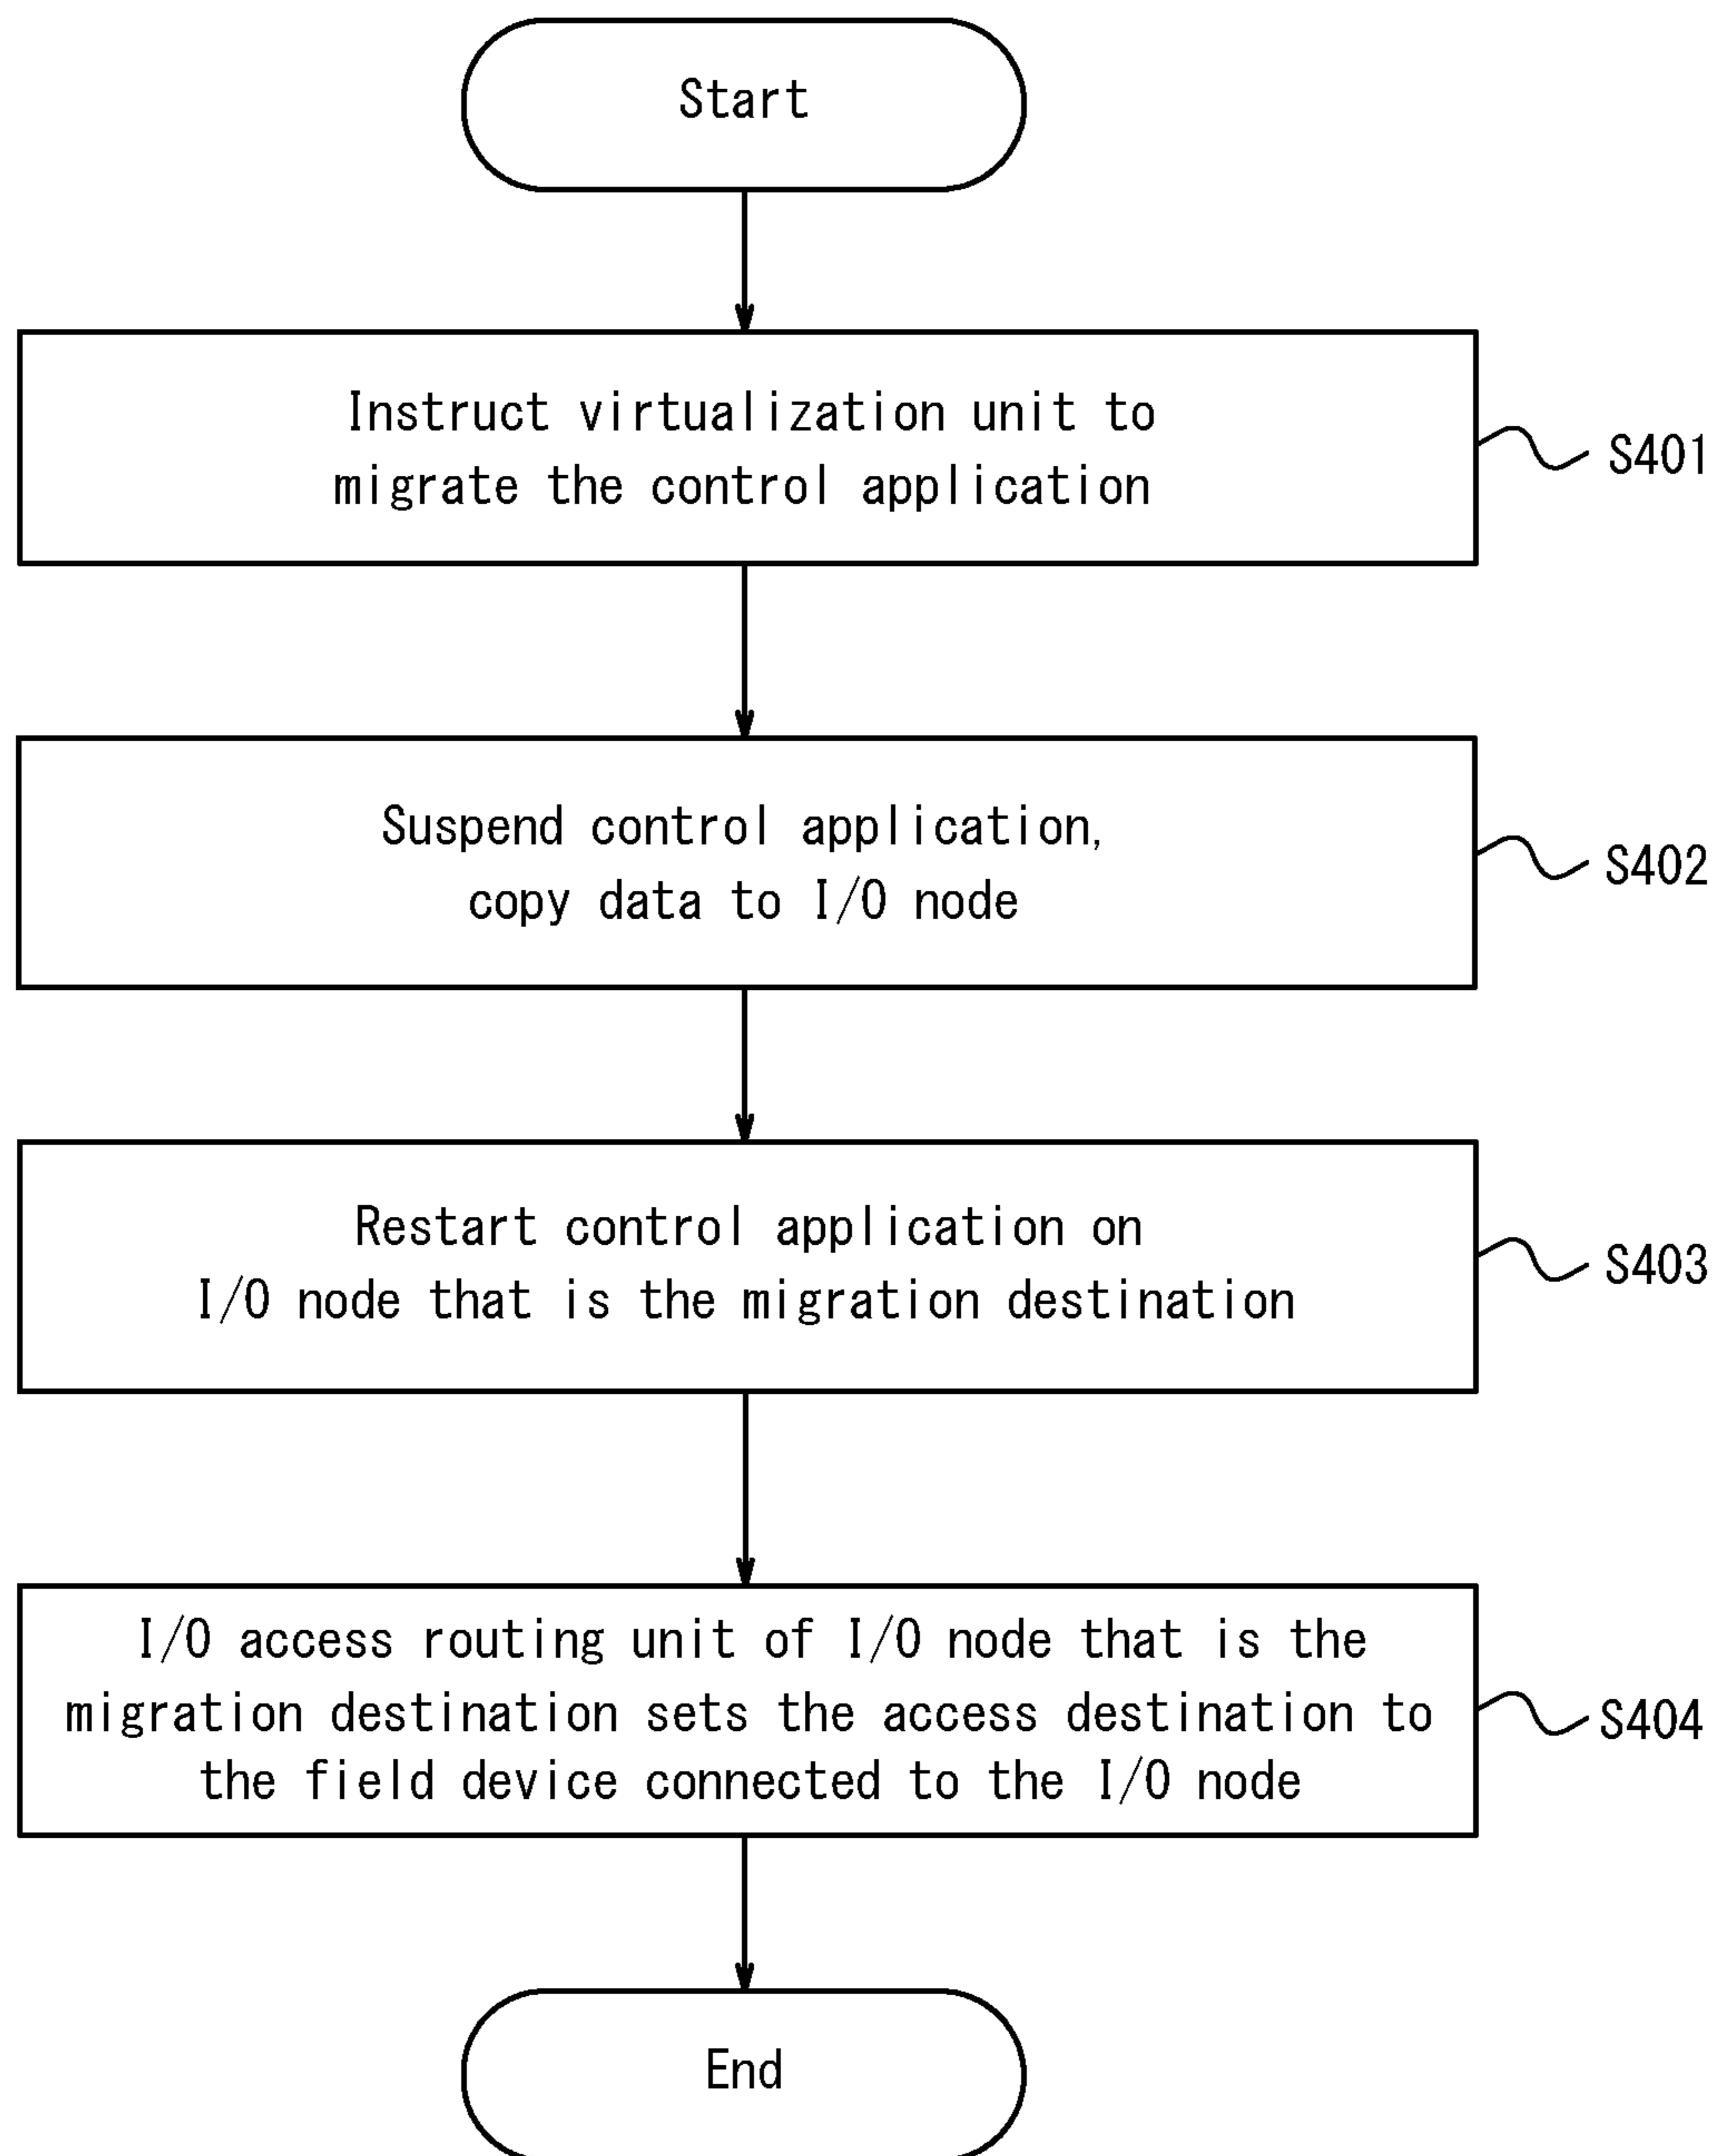 Start
Instruct virtualization unit to
migrate the control application
S401
Suspend control application,
copy data to I/O node
S402
Restart control application on
I/O node that is the migration destination
S403
I/O access routing unit of I/O node that is the
migration destination sets the access destination to
the field device connected to the I/O node
S404
End